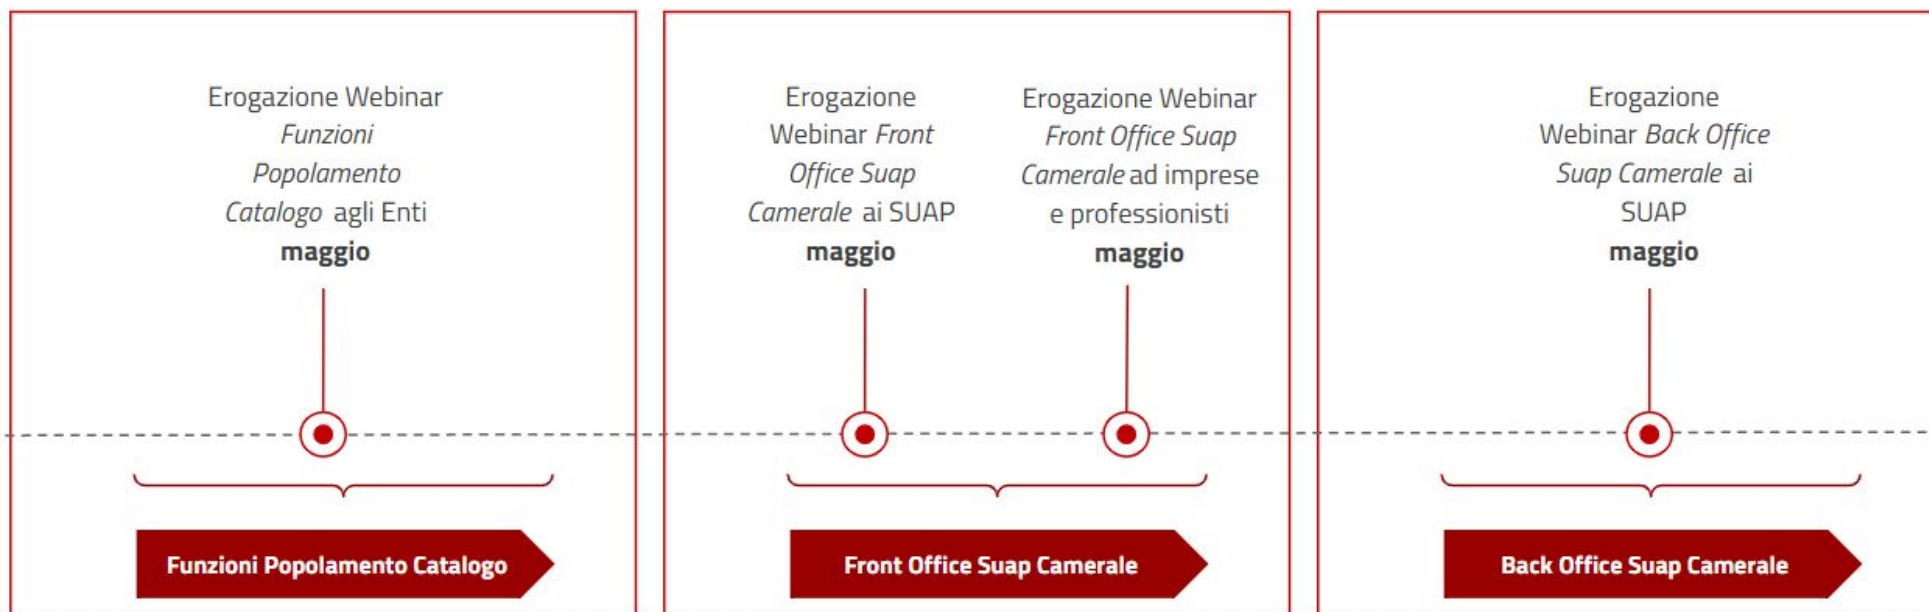 Erogazione Webinar
Funzioni
Popolamento
Catalogo agli Enti
maggio
Erogazione
Webinar Front
Office Suap
Camerale ai SUAP
maggio
Erogazione Webinar
Front Office Suap
Camerale ad imprese
e professionisti
maggio
Erogazione
Webinar Back Office
Suap Camerale ai
SUAP
maggio
Funzioni Popolamento Catalogo
Front Office Suap Camerale
Back Office Suap Camerale